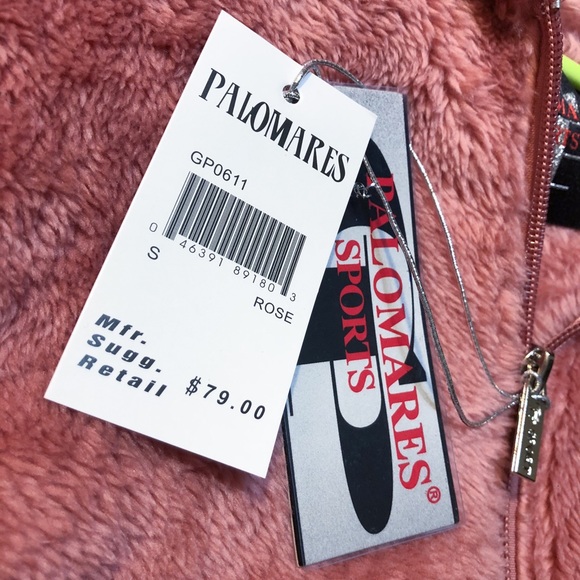 PALOMARES
GP0611
0 46391 89180 3
S
ROSE
Mfr.
Sugg.
Retail $79.00
PALOMARES®
SPORTS